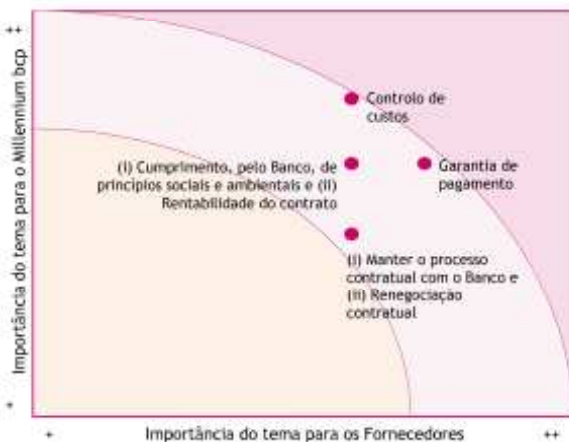 ++
Importância do tema para o Millennium bcp
+
Controlo de
custos
(i) Cumprimento, pelo Banco, de
princípios sociais e ambientais e (ii)
Rentabilidade do contrato
Garantia de
pagamento
(i) Manter o processo
contratual com o Banco e
(ii) Renegociação
contratual
+
Importância do tema para os Fornecedores
++